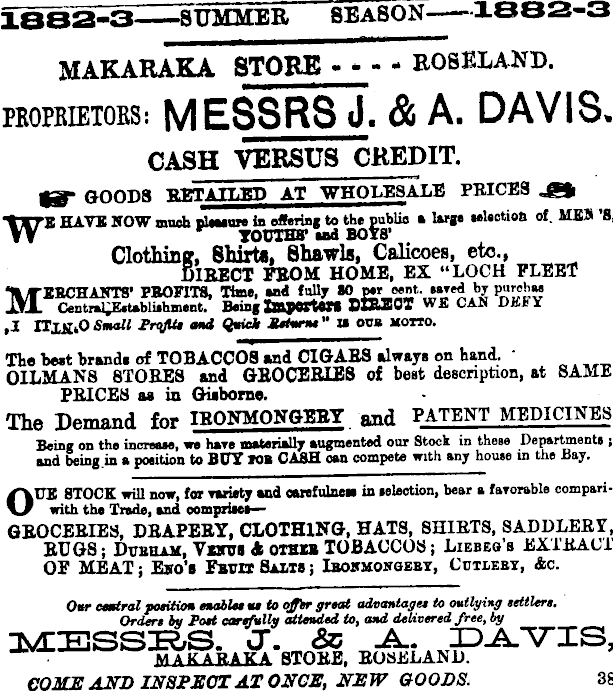 1882-3—SUMMER SEASON—1882-3
MAKARAKA STORE - - - - ROSELAND.
PROPRIETORS: MESSRS J. & A. DAVIS.
CASH VERSUS CREDIT.
GOODS RETAILED AT WHOLESALE PRICES
WE HAVE NOW much pleasure in offering to the public a large selection of MEN'S,
YOUTHS' and BOYS'
Clothing, Shirts, Shawls, Calicoes, etc.,
DIRECT FROM HOME, EX "LOCH FLEET
MERCHANTS' PROFITS, Time, and fully 30 per cent. saved by purchas
Central Establishment. Being Importers DIRECT WE CAN DEFY
Small Profits and Quick Returns" IS OUR MOTTO.
The best brands of TOBACCOS and CIGARS always on hand.
OILMANS STORES and GROCERIES of best description, at SAME
PRICES as in Gisborne.
The Demand for IRONMONGERY and PATENT MEDICINES
Being on the increase, we have materially augmented our Stock in these Departments ;
and being in a position to BUY FOR CASH can compete with any house in the Bay.
OUR STOCK will now, for variety and carefulness in selection, bear a favorable compari-
with the Trade, and comprises—
GROCERIES, DRAPERY, CLOTHING, HATS, SHIRTS, SADDLERY,
RUGS ; DURHAM, VENUS & OTHER TOBACCOS ; LIEBEG'S EXTRACT
OF MEAT ; ENO'S FRUIT SALTS ; IRONMONGERY, CUTLERY, &C.
Our central position enables us to offer great advantages to outlying settlers.
Orders by Post carefully attended to, and delivered free, by
MESSRS. J. & A. DAVIS,
MAKARAKA STORE, ROSELAND.
COME AND INSPECT AT ONCE, NEW GOODS.